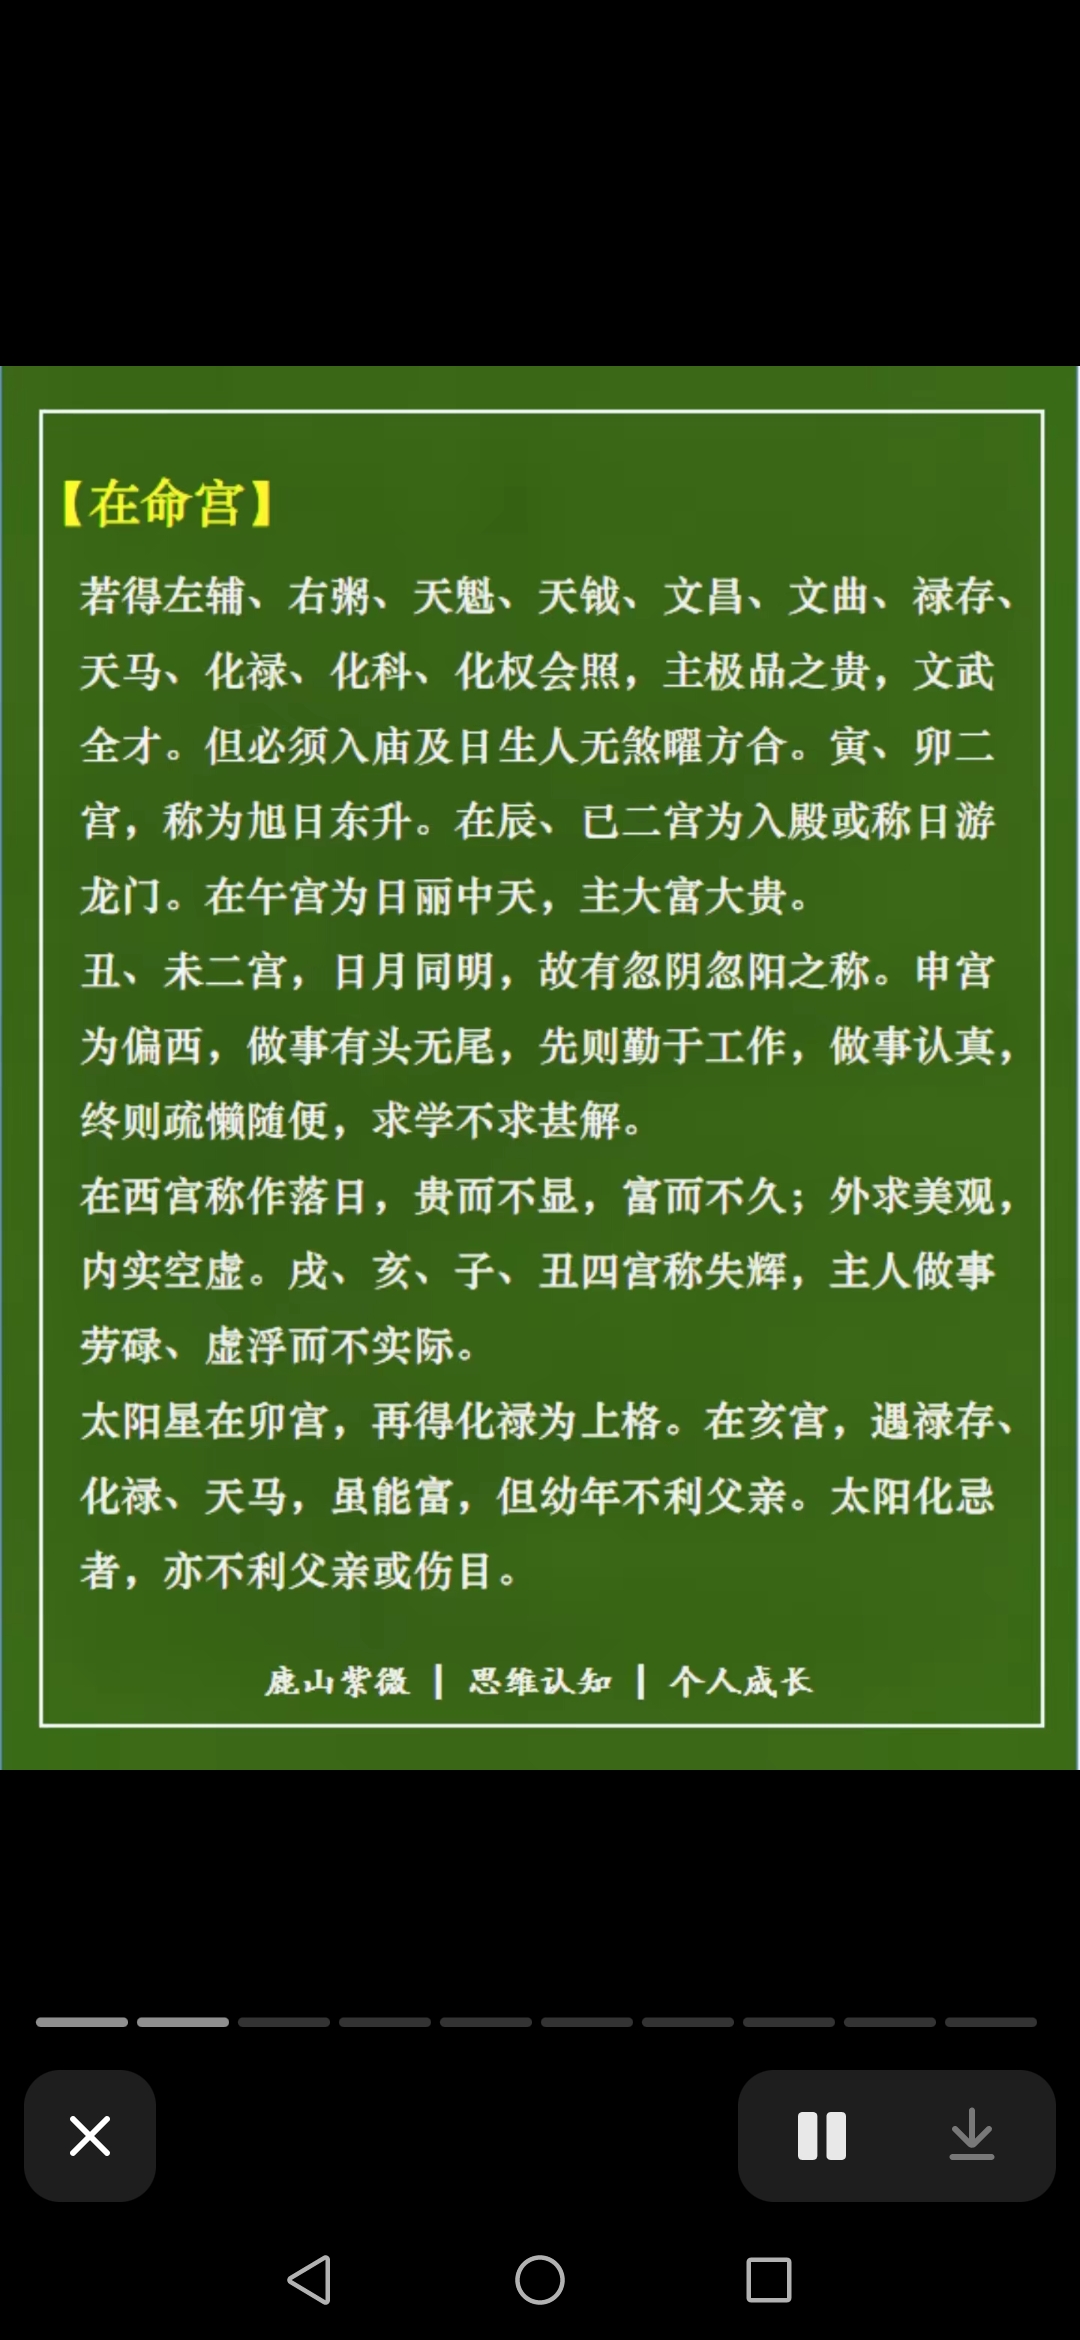 【在命宫】
若得左辅、右粥、天魁、天钺、文昌、文曲、禄存、
天马、化禄、化科、化权会照，主极品之贵，文武
全才。但必须入庙及日生人无煞曜方合。寅、卯二
宫，称为旭日东升。在辰、已二宫为入殿或称日游
龙门。在午宫为日丽中天，主大富大贵。
丑、未二宫，日月同明，故有忽阴忽阳之称。申宫
为偏西，做事有头无尾，先则勤于工作，做事认真，
终则疏懒随便，求学不求甚解。
在西宫称作落日，贵而不显，富而不久；外求美观，
内实空虚。戌、亥、子、丑四宫称失辉，主人做事
劳碌、虚浮而不实际。
太阳星在卯宫，再得化禄为上格。在亥宫，遇禄存、
化禄、天马，虽能富，但幼年不利父亲。太阳化忌
者，亦不利父亲或伤目。
鹿山紫微 | 思维认知 | 个人成长